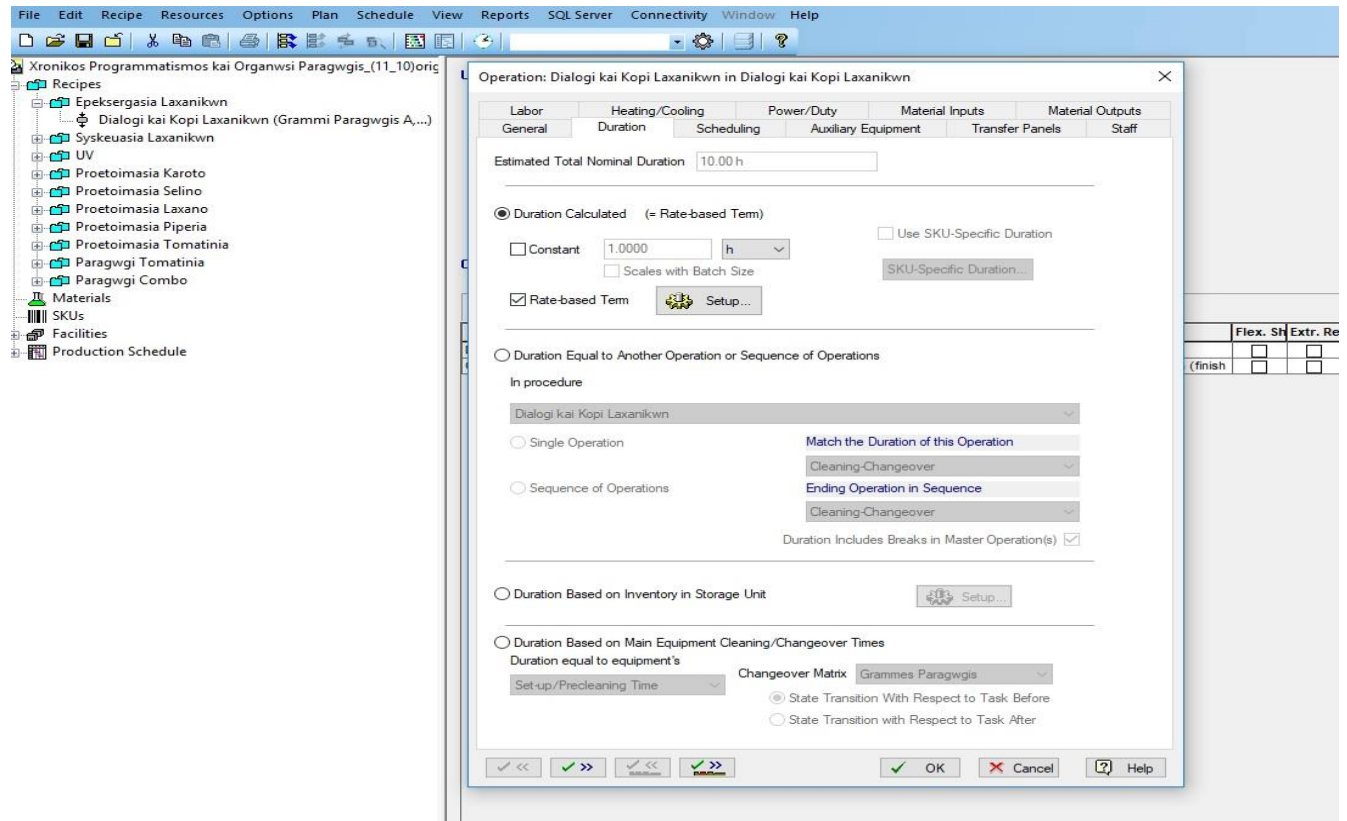 File Edit Recipe Resources Options Plan Schedule View Reports SQL Server Connectivity Window Help
Xronikos Programmatismos kai Organwsi Paragwgis_(11_10)orig
Recipes
Epeksergasia Laxanikwn
Dialogi kai Kopi Laxanikwn (Grammi Paragwgis A,...)
Syskeuasia Laxanikwn
UV
Proetoimasia Karoto
Proetoimasia Selino
Proetoimasia Laxano
Proetoimasia Piperia
Proetoimasia Tomatinia
Paragwgi Tomatinia
Paragwgi Combo
Materials
SKUs
Facilities
Production Schedule
Operation: Dialogi kai Kopi Laxanikwn in Dialogi kai Kopi Laxanikwn
Labor Heating/Cooling Power/Duty Material Inputs Material Outputs
General Duration Scheduling Auxiliary Equipment Transfer Panels Staff
Estimated Total Nominal Duration 10.00 h
Duration Calculated (= Rate-based Term)
Use SKU-Specific Duration
Constant 1.0000 h
Scales with Batch Size SKU-Specific Duration...
Rate-based Term Setup...
Duration Equal to Another Operation or Sequence of Operations
In procedure
Dialogi kai Kopi Laxanikwn
Single Operation Match the Duration of this Operation
Cleaning-Changeover
Sequence of Operations Ending Operation in Sequence
Cleaning-Changeover
Duration Includes Breaks in Master Operation(s)
Duration Based on Inventory in Storage Unit Setup...
Duration Based on Main Equipment Cleaning/Changeover Times
Duration equal to equipment's
Set-up/Precleaning Time Changeover Matrix Grammes Paragwgis
State Transition With Respect to Task Before
State Transition with Respect to Task After
OK Cancel Help
Flex. Sh Extr. Re
(finish